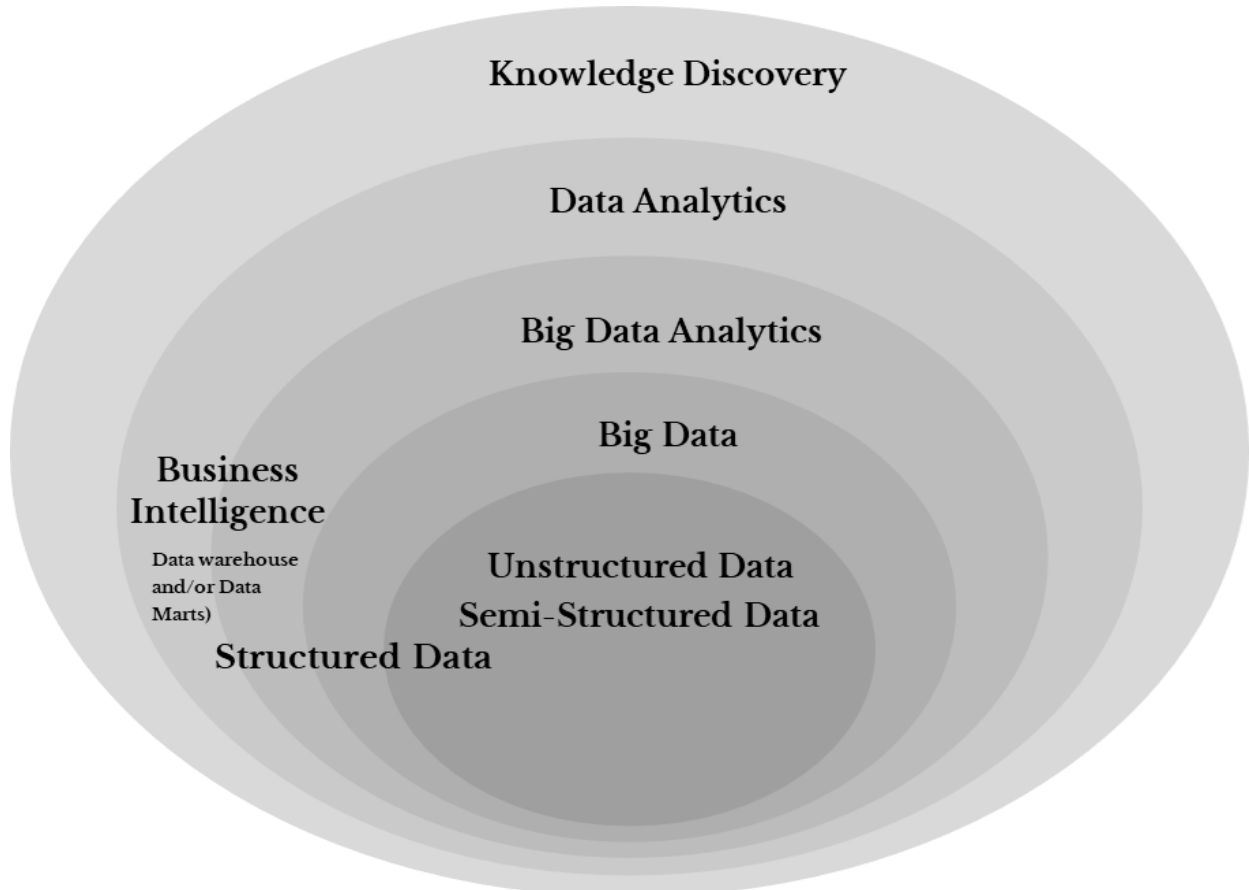 Knowledge Discovery
Data Analytics
Big Data Analytics
Big Data
Business
Intelligence
Data warehouse
and/or Data
Marts)
Unstructured Data
Semi-Structured Data
Structured Data